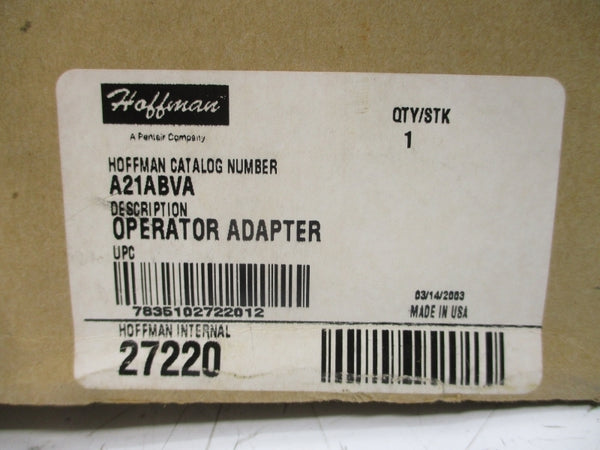 Hoffman
A Pentair Company
QTY/STK
1
HOFFMAN CATALOG NUMBER
A21ABVA
DESCRIPTION
OPERATOR ADAPTER
UPC
7835102722012
03/14/2003
MADE IN USA
HOFFMAN INTERNAL
27220